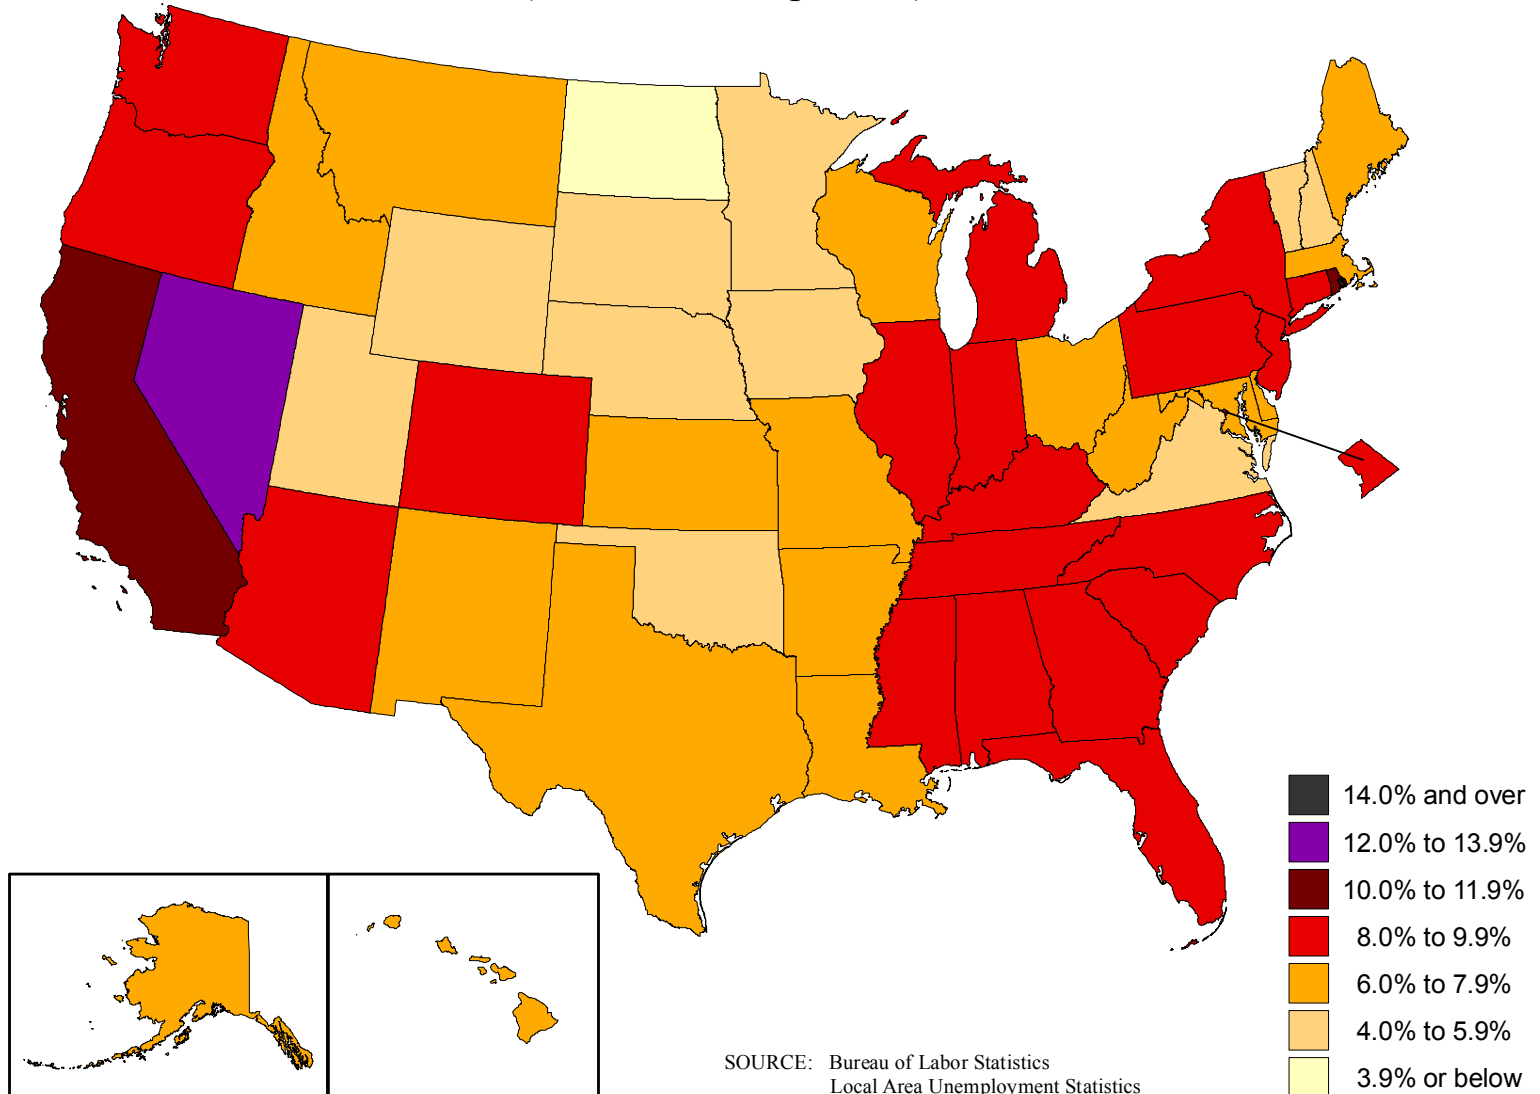 14.0% and over
12.0% to 13.9%
10.0% to 11.9%
8.0% to 9.9%
6.0% to 7.9%
4.0% to 5.9%
3.9% or below
SOURCE: Bureau of Labor Statistics
Local Area Unemployment Statistics